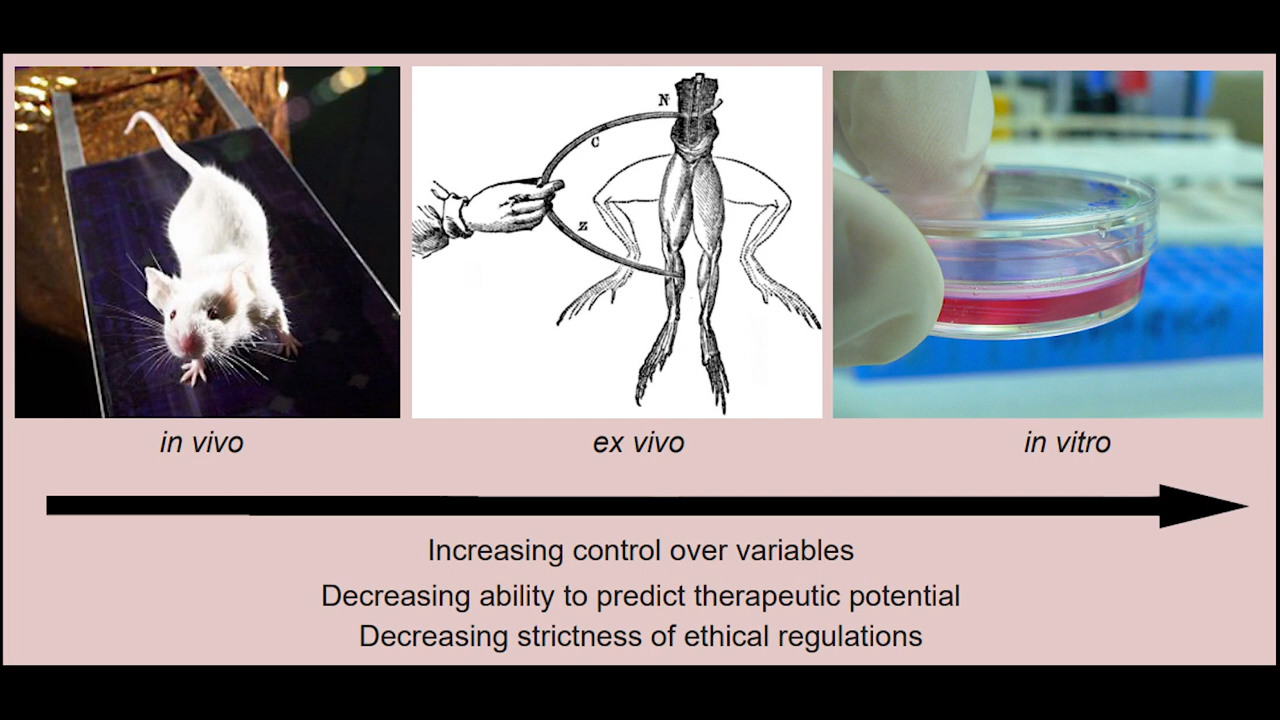 N
C
Z
in vivo
ex vivo
in vitro
Increasing control over variables
Decreasing ability to predict therapeutic potential
Decreasing strictness of ethical regulations